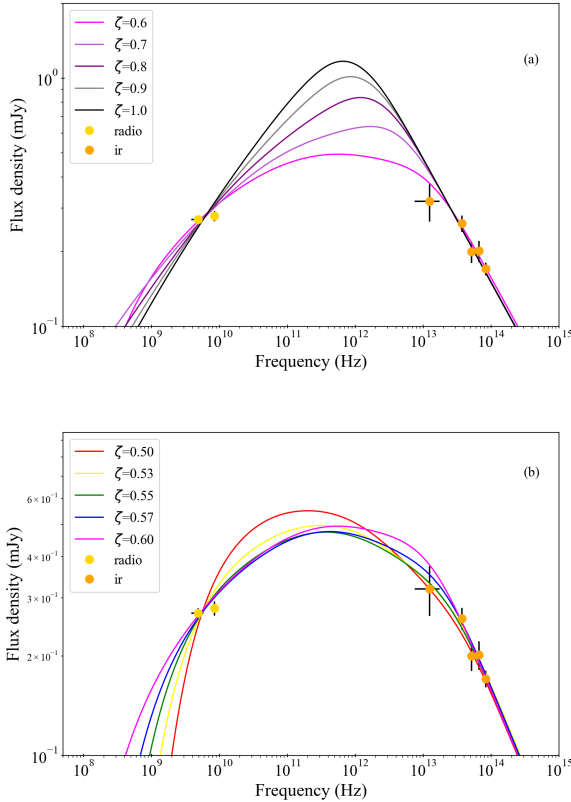 (a)
ζ=0.6
ζ=0.7
ζ=0.8
ζ=0.9
ζ=1.0
radio
ir
Flux density (mJy)
10⁰
10⁻¹
10⁸ 10⁹ 10¹⁰ 10¹¹ 10¹² 10¹³ 10¹⁴ 10¹⁵
Frequency (Hz)
(b)
ζ=0.50
ζ=0.53
ζ=0.55
ζ=0.57
ζ=0.60
radio
ir
Flux density (mJy)
6×10⁻¹
4×10⁻¹
3×10⁻¹
2×10⁻¹
10⁻¹
10⁸ 10⁹ 10¹⁰ 10¹¹ 10¹² 10¹³ 10¹⁴ 10¹⁵
Frequency (Hz)